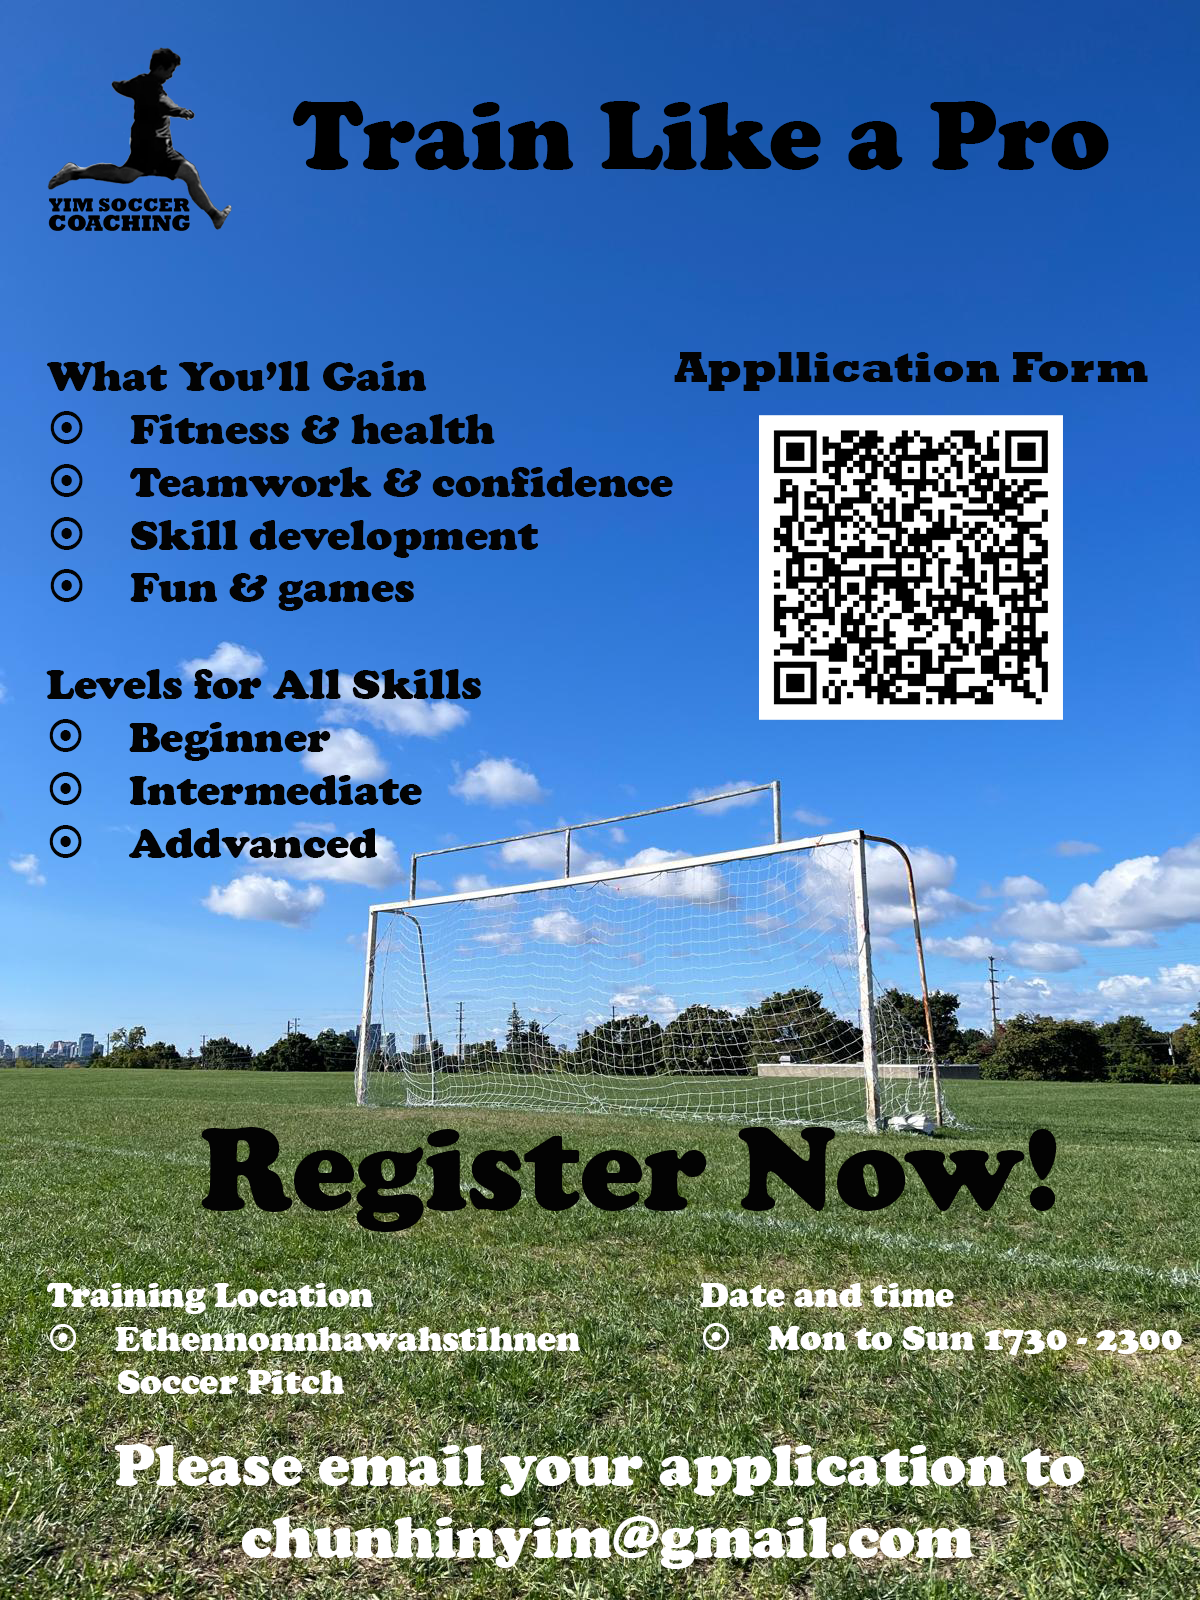 YIM SOCCER
COACHING
Train Like a Pro
What You'll Gain
Fitness & health
Teamwork & confidence
Skill development
Fun & games
Appllication Form
Levels for All Skills
Beginner
Intermediate
Addvanced
Register Now!
Training Location
Ethennonnhawahstihnen
Soccer Pitch
Date and time
Mon to Sun 1730 - 2300
Please email your application to
chunhinyim@gmail.com